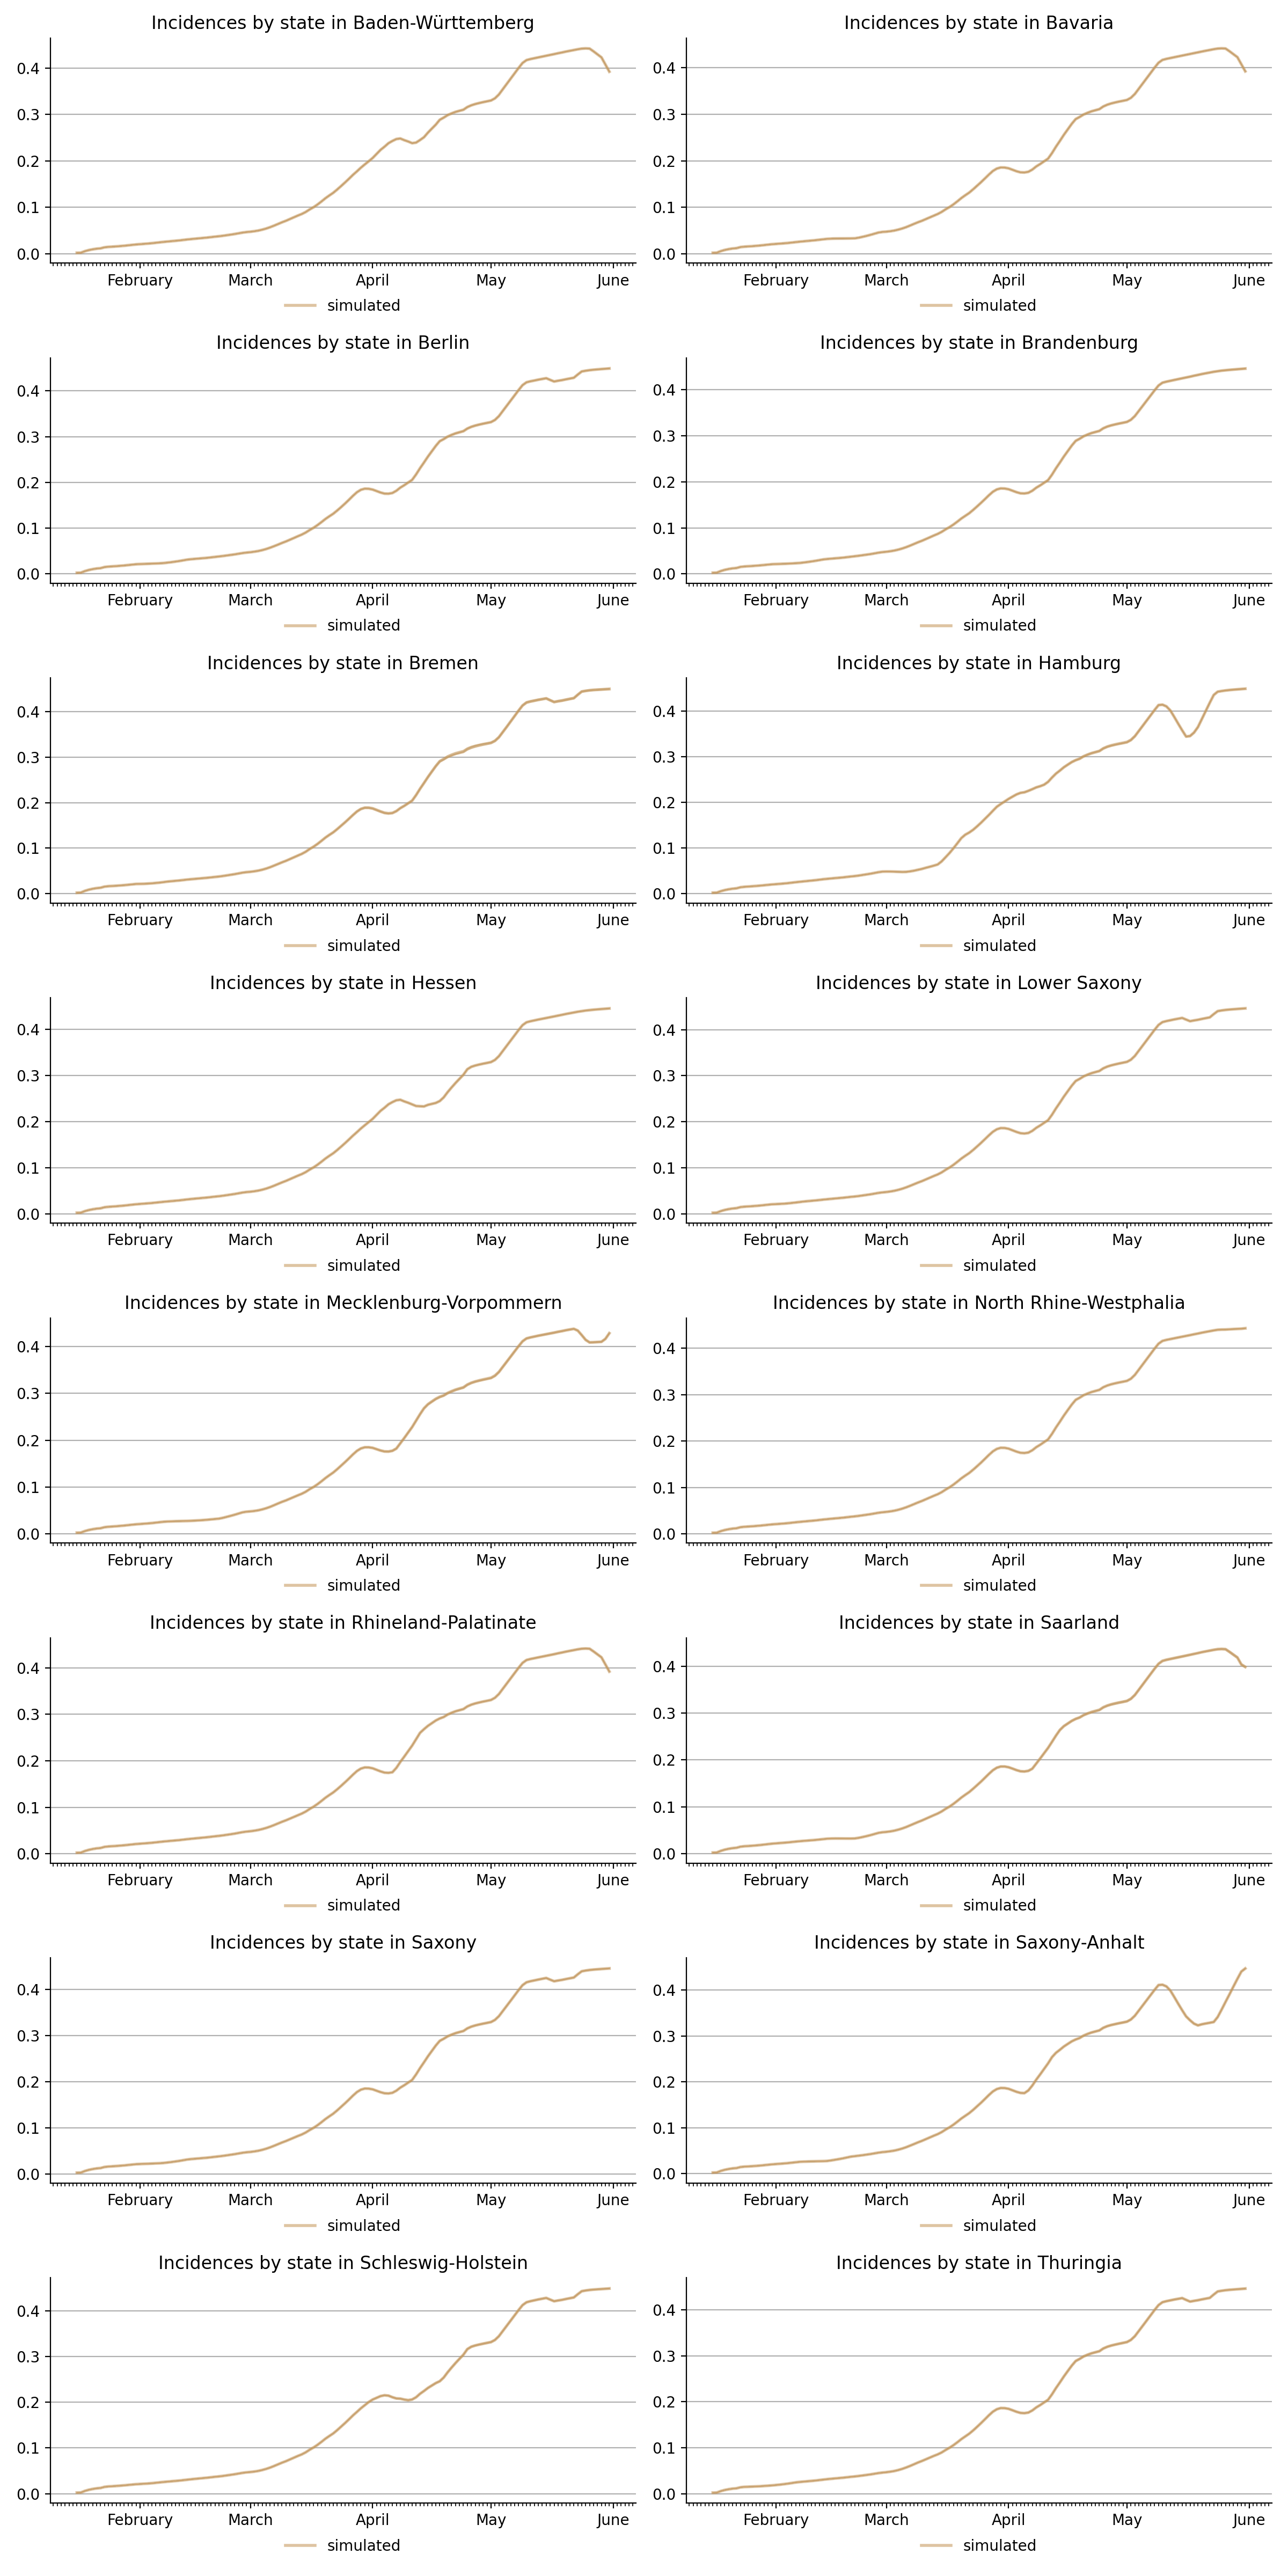 Incidences by state in Baden-Württemberg
0.4
0.3
0.2
0.1
0.0
February March April May June
simulated
Incidences by state in Bavaria
0.4
0.3
0.2
0.1
0.0
February March April May June
simulated
Incidences by state in Berlin
0.4
0.3
0.2
0.1
0.0
February March April May June
simulated
Incidences by state in Brandenburg
0.4
0.3
0.2
0.1
0.0
February March April May June
simulated
Incidences by state in Bremen
0.4
0.3
0.2
0.1
0.0
February March April May June
simulated
Incidences by state in Hamburg
0.4
0.3
0.2
0.1
0.0
February March April May June
simulated
Incidences by state in Hessen
0.4
0.3
0.2
0.1
0.0
February March April May June
simulated
Incidences by state in Lower Saxony
0.4
0.3
0.2
0.1
0.0
February March April May June
simulated
Incidences by state in Mecklenburg-Vorpommern
0.4
0.3
0.2
0.1
0.0
February March April May June
simulated
Incidences by state in North Rhine-Westphalia
0.4
0.3
0.2
0.1
0.0
February March April May June
simulated
Incidences by state in Rhineland-Palatinate
0.4
0.3
0.2
0.1
0.0
February March April May June
simulated
Incidences by state in Saarland
0.4
0.3
0.2
0.1
0.0
February March April May June
simulated
Incidences by state in Saxony
0.4
0.3
0.2
0.1
0.0
February March April May June
simulated
Incidences by state in Saxony-Anhalt
0.4
0.3
0.2
0.1
0.0
February March April May June
simulated
Incidences by state in Schleswig-Holstein
0.4
0.3
0.2
0.1
0.0
February March April May June
simulated
Incidences by state in Thuringia
0.4
0.3
0.2
0.1
0.0
February March April May June
simulated